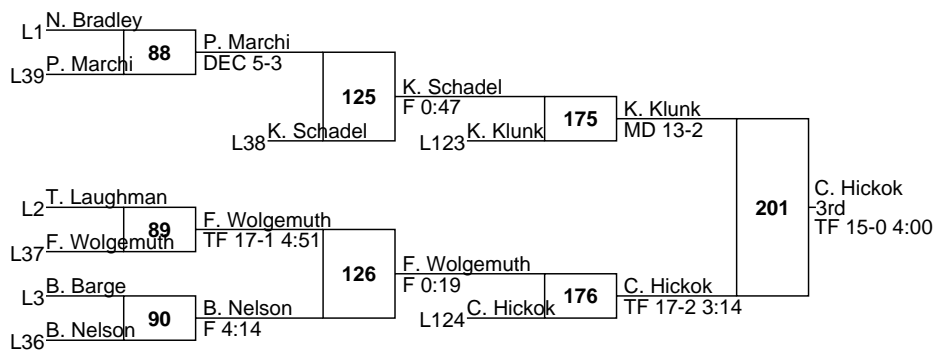 N. Bradley
L1
88
P. Marchi
DEC 5-3
L39
P. Marchi
125
K. Schadel
F 0:47
L38
K. Schadel
175
K. Klunk
MD 13-2
L123
K. Klunk
L2
T. Laughman
89
F. Wolgemuth
TF 17-1 4:51
L37
F. Wolgemuth
126
F. Wolgemuth
F 0:19
L3
B. Barge
90
B. Nelson
F 4:14
L36
B. Nelson
L124
C. Hickok
176
C. Hickok
TF 17-2 3:14
201
C. Hickok
3rd
TF 15-0 4:00